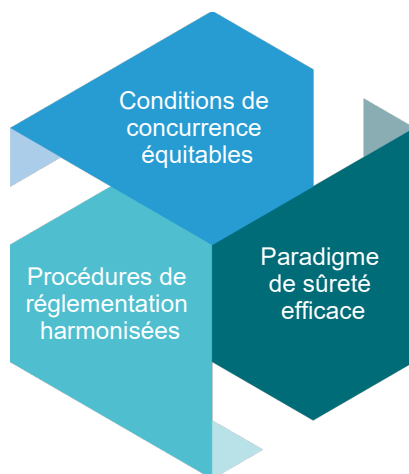 Conditions de
concurrence
équitables
Paradigme
de sûreté
efficace
Procédures de
réglementation
harmonisées